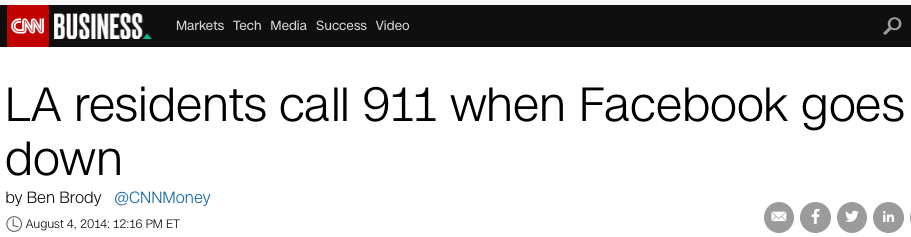 CNN BUSINESS Markets Tech Media Success Video
LA residents call 911 when Facebook goes
down
by Ben Brody @CNNMoney
August 4, 2014: 12:16 PM ET
f in